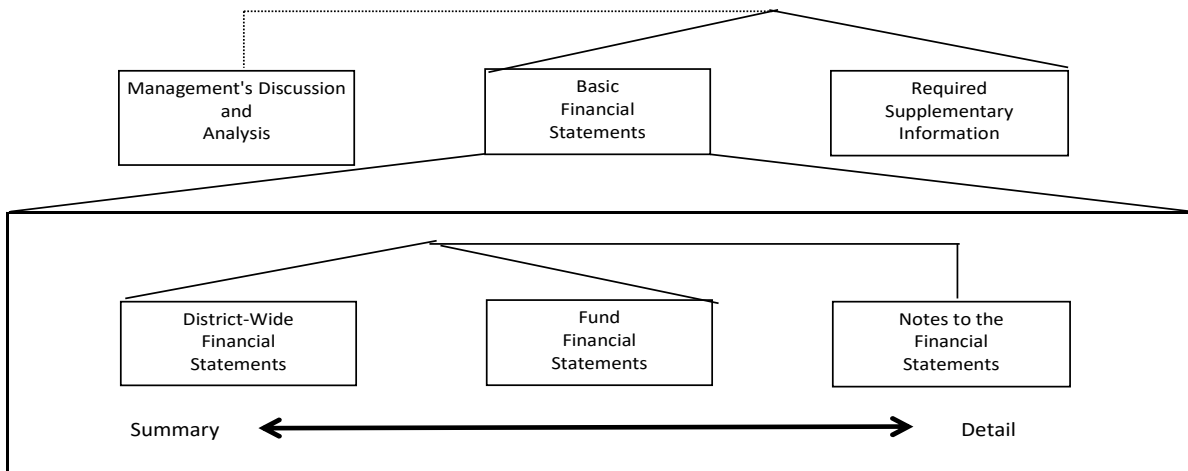 Management's Discussion
and
Analysis
Basic
Financial
Statements
Required
Supplementary
Information
District-Wide
Financial
Statements
Fund
Financial
Statements
Notes to the
Financial
Statements
Summary
Detail